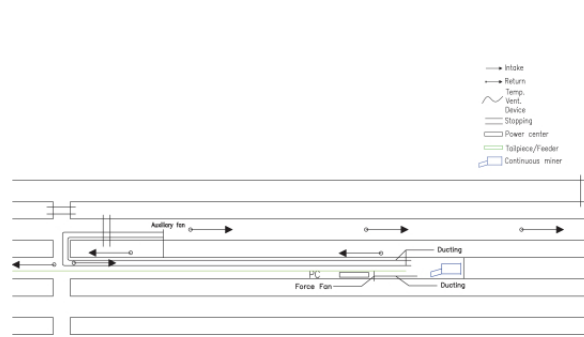 Intake
Return
Temp.
Vent.
Device
Stopping
Power center
Tailpiece/Feeder
Continuous miner
Auxiliary fan
Ducting
PC
Force Fan
Ducting